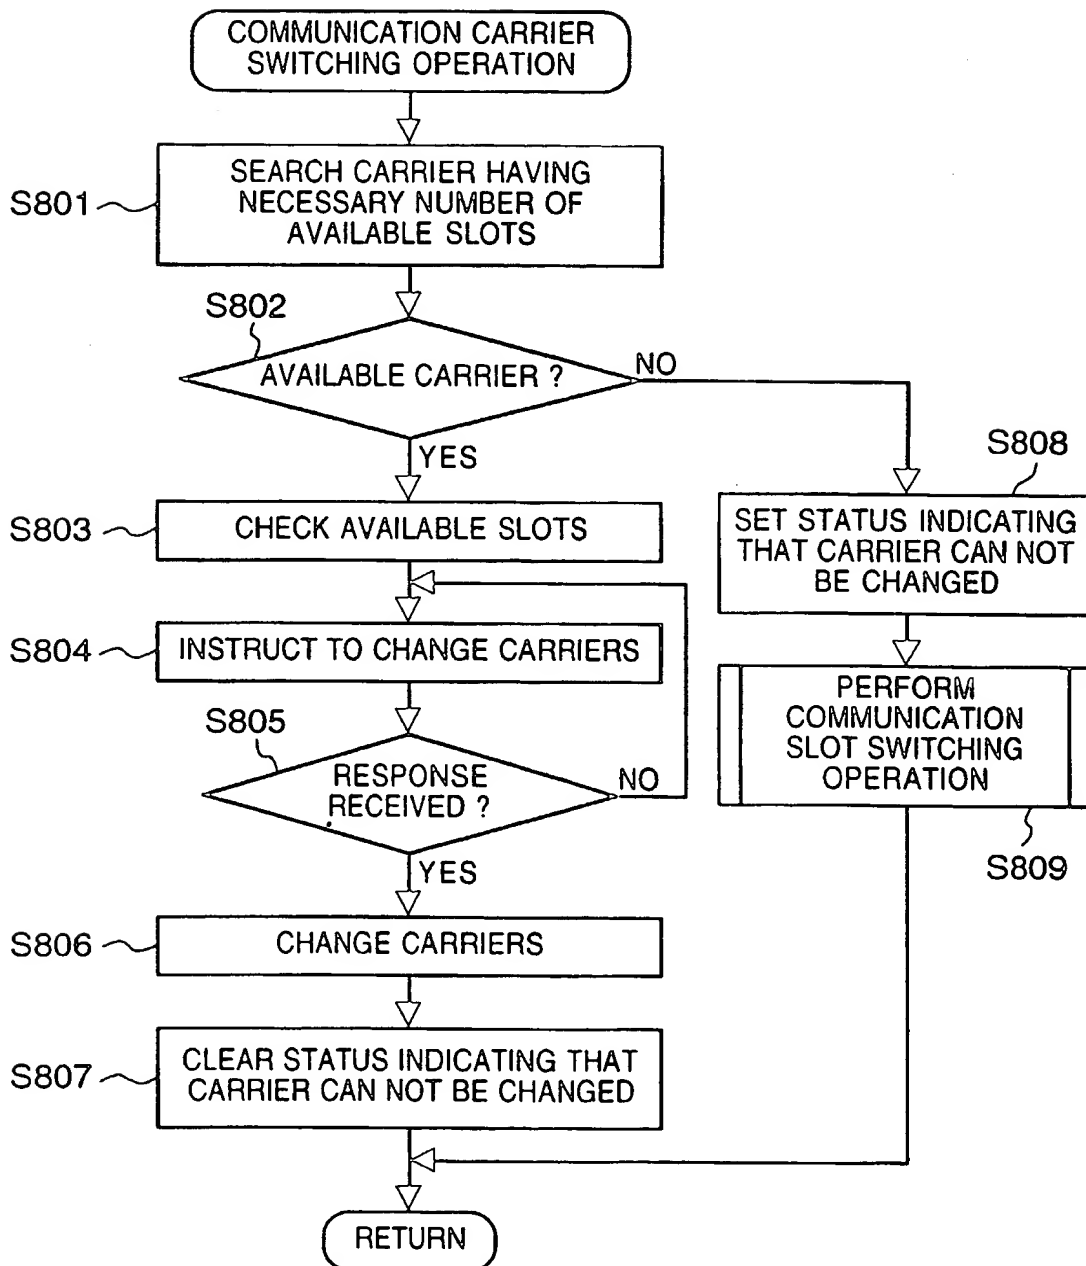 COMMUNICATION CARRIER
SWITCHING OPERATION
S801
SEARCH CARRIER HAVING
NECESSARY NUMBER OF
AVAILABLE SLOTS
S802
AVAILABLE CARRIER ?
NO
YES
S803
CHECK AVAILABLE SLOTS
S808
SET STATUS INDICATING
THAT CARRIER CAN NOT
BE CHANGED
S804
INSTRUCT TO CHANGE CARRIERS
S805
RESPONSE
RECEIVED ?
NO
YES
PERFORM
COMMUNICATION
SLOT SWITCHING
OPERATION
S809
S806
CHANGE CARRIERS
S807
CLEAR STATUS INDICATING THAT
CARRIER CAN NOT BE CHANGED
RETURN